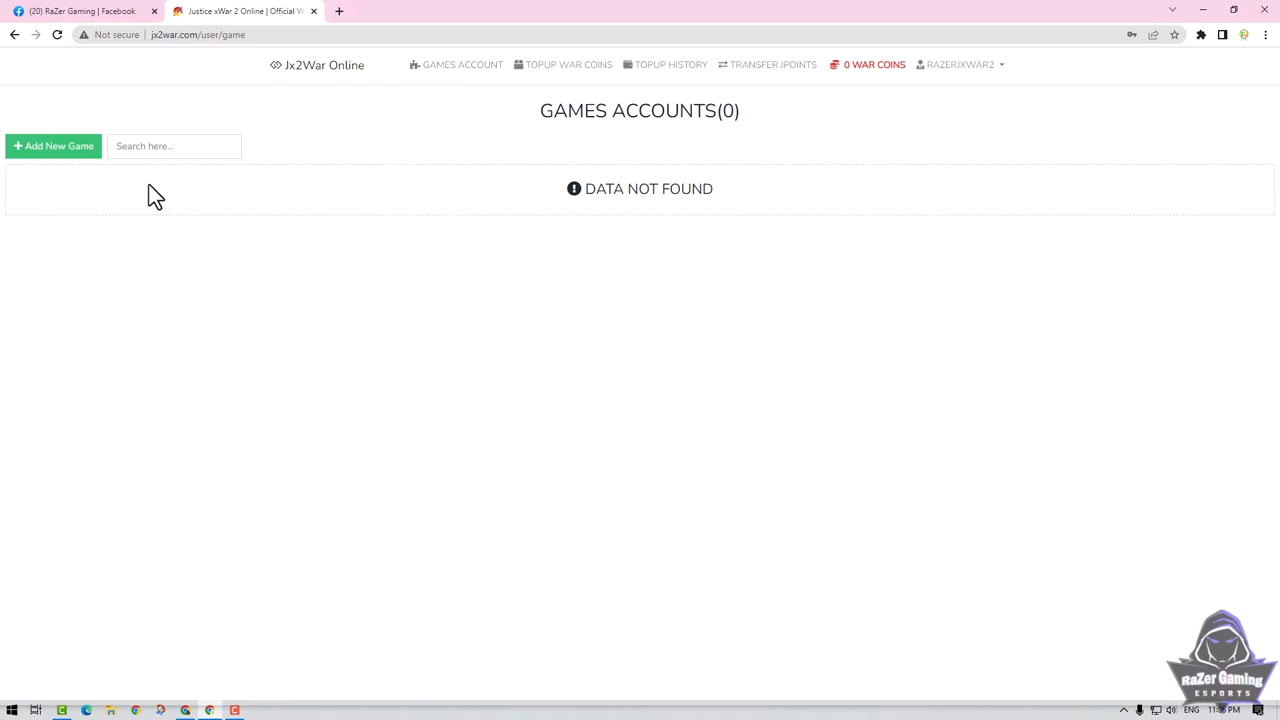 (20) RaZer Gaming | Facebook
Justice xWar 2 Online | Official W
Not secure
jx2war.com/user/game
Jx2War Online
GAMES ACCOUNT
TOPUP WAR COINS
TOPUP HISTORY
TRANSFER JPOINTS
0 WAR COINS
RAZERJXWAR2
GAMES ACCOUNTS(0)
Add New Game
Search here...
DATA NOT FOUND
RaZer Gaming
ESPORTS
ENG